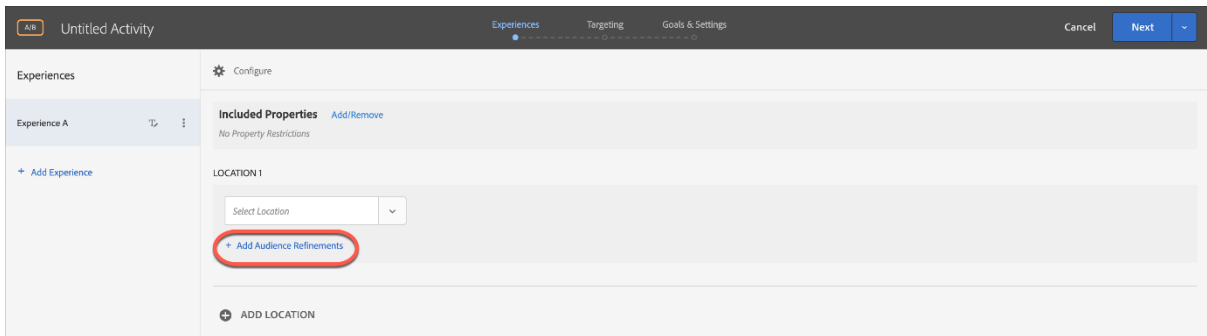 A/B Untitled Activity Experiences Targeting Goals & Settings Cancel Next
Experiences
Configure
Experience A
Included Properties Add/Remove
No Property Restrictions
+ Add Experience
LOCATION 1
Select Location
+ Add Audience Refinements
ADD LOCATION